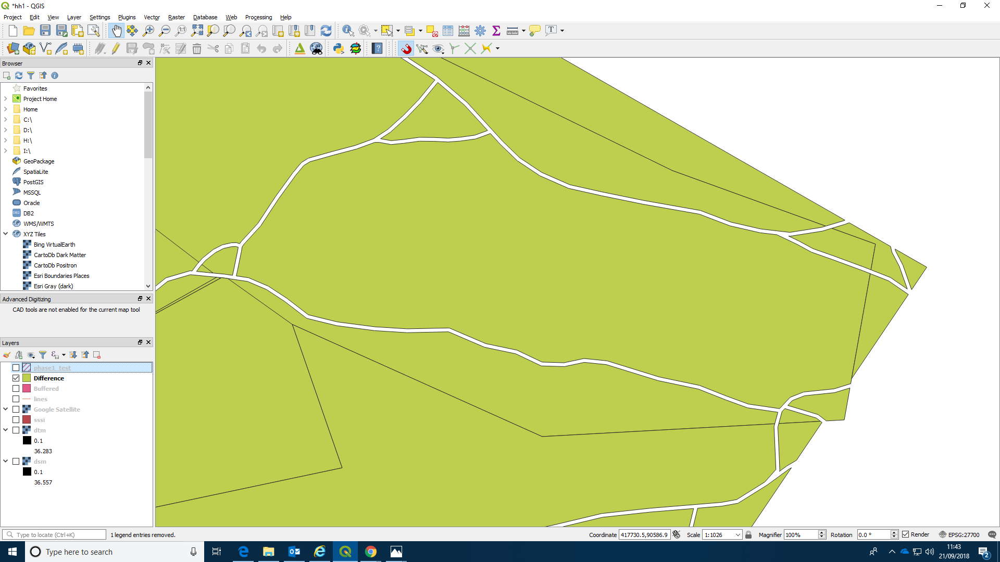 *hh1 - QGIS
Project Edit View Layer Settings Plugins Vector Raster Database Web Processing Help
Browser
Favorites
Project Home
Home
C:\
D:\
H:\
I:\
GeoPackage
SpatiaLite
PostGIS
MSSQL
Oracle
DB2
WMS/WMTS
XYZ Tiles
Bing VirtualEarth
CartoDb Dark Matter
CartoDb Positron
Esri Boundaries Places
Esri Gray (dark)
Advanced Digitizing
CAD tools are not enabled for the current map tool
Layers
phase1_test
Difference
Buffered
lines
Google Satellite
sssi
dtm
0.1
36.283
dsm
0.1
36.557
Type to locate (Ctrl+K) 1 legend entries removed. Coordinate 417730.5,90586.9 Scale 1:1026 Magnifier 100% Rotation 0.0 ° Render EPSG:27700
Type here to search
11:43
21/09/2018
2